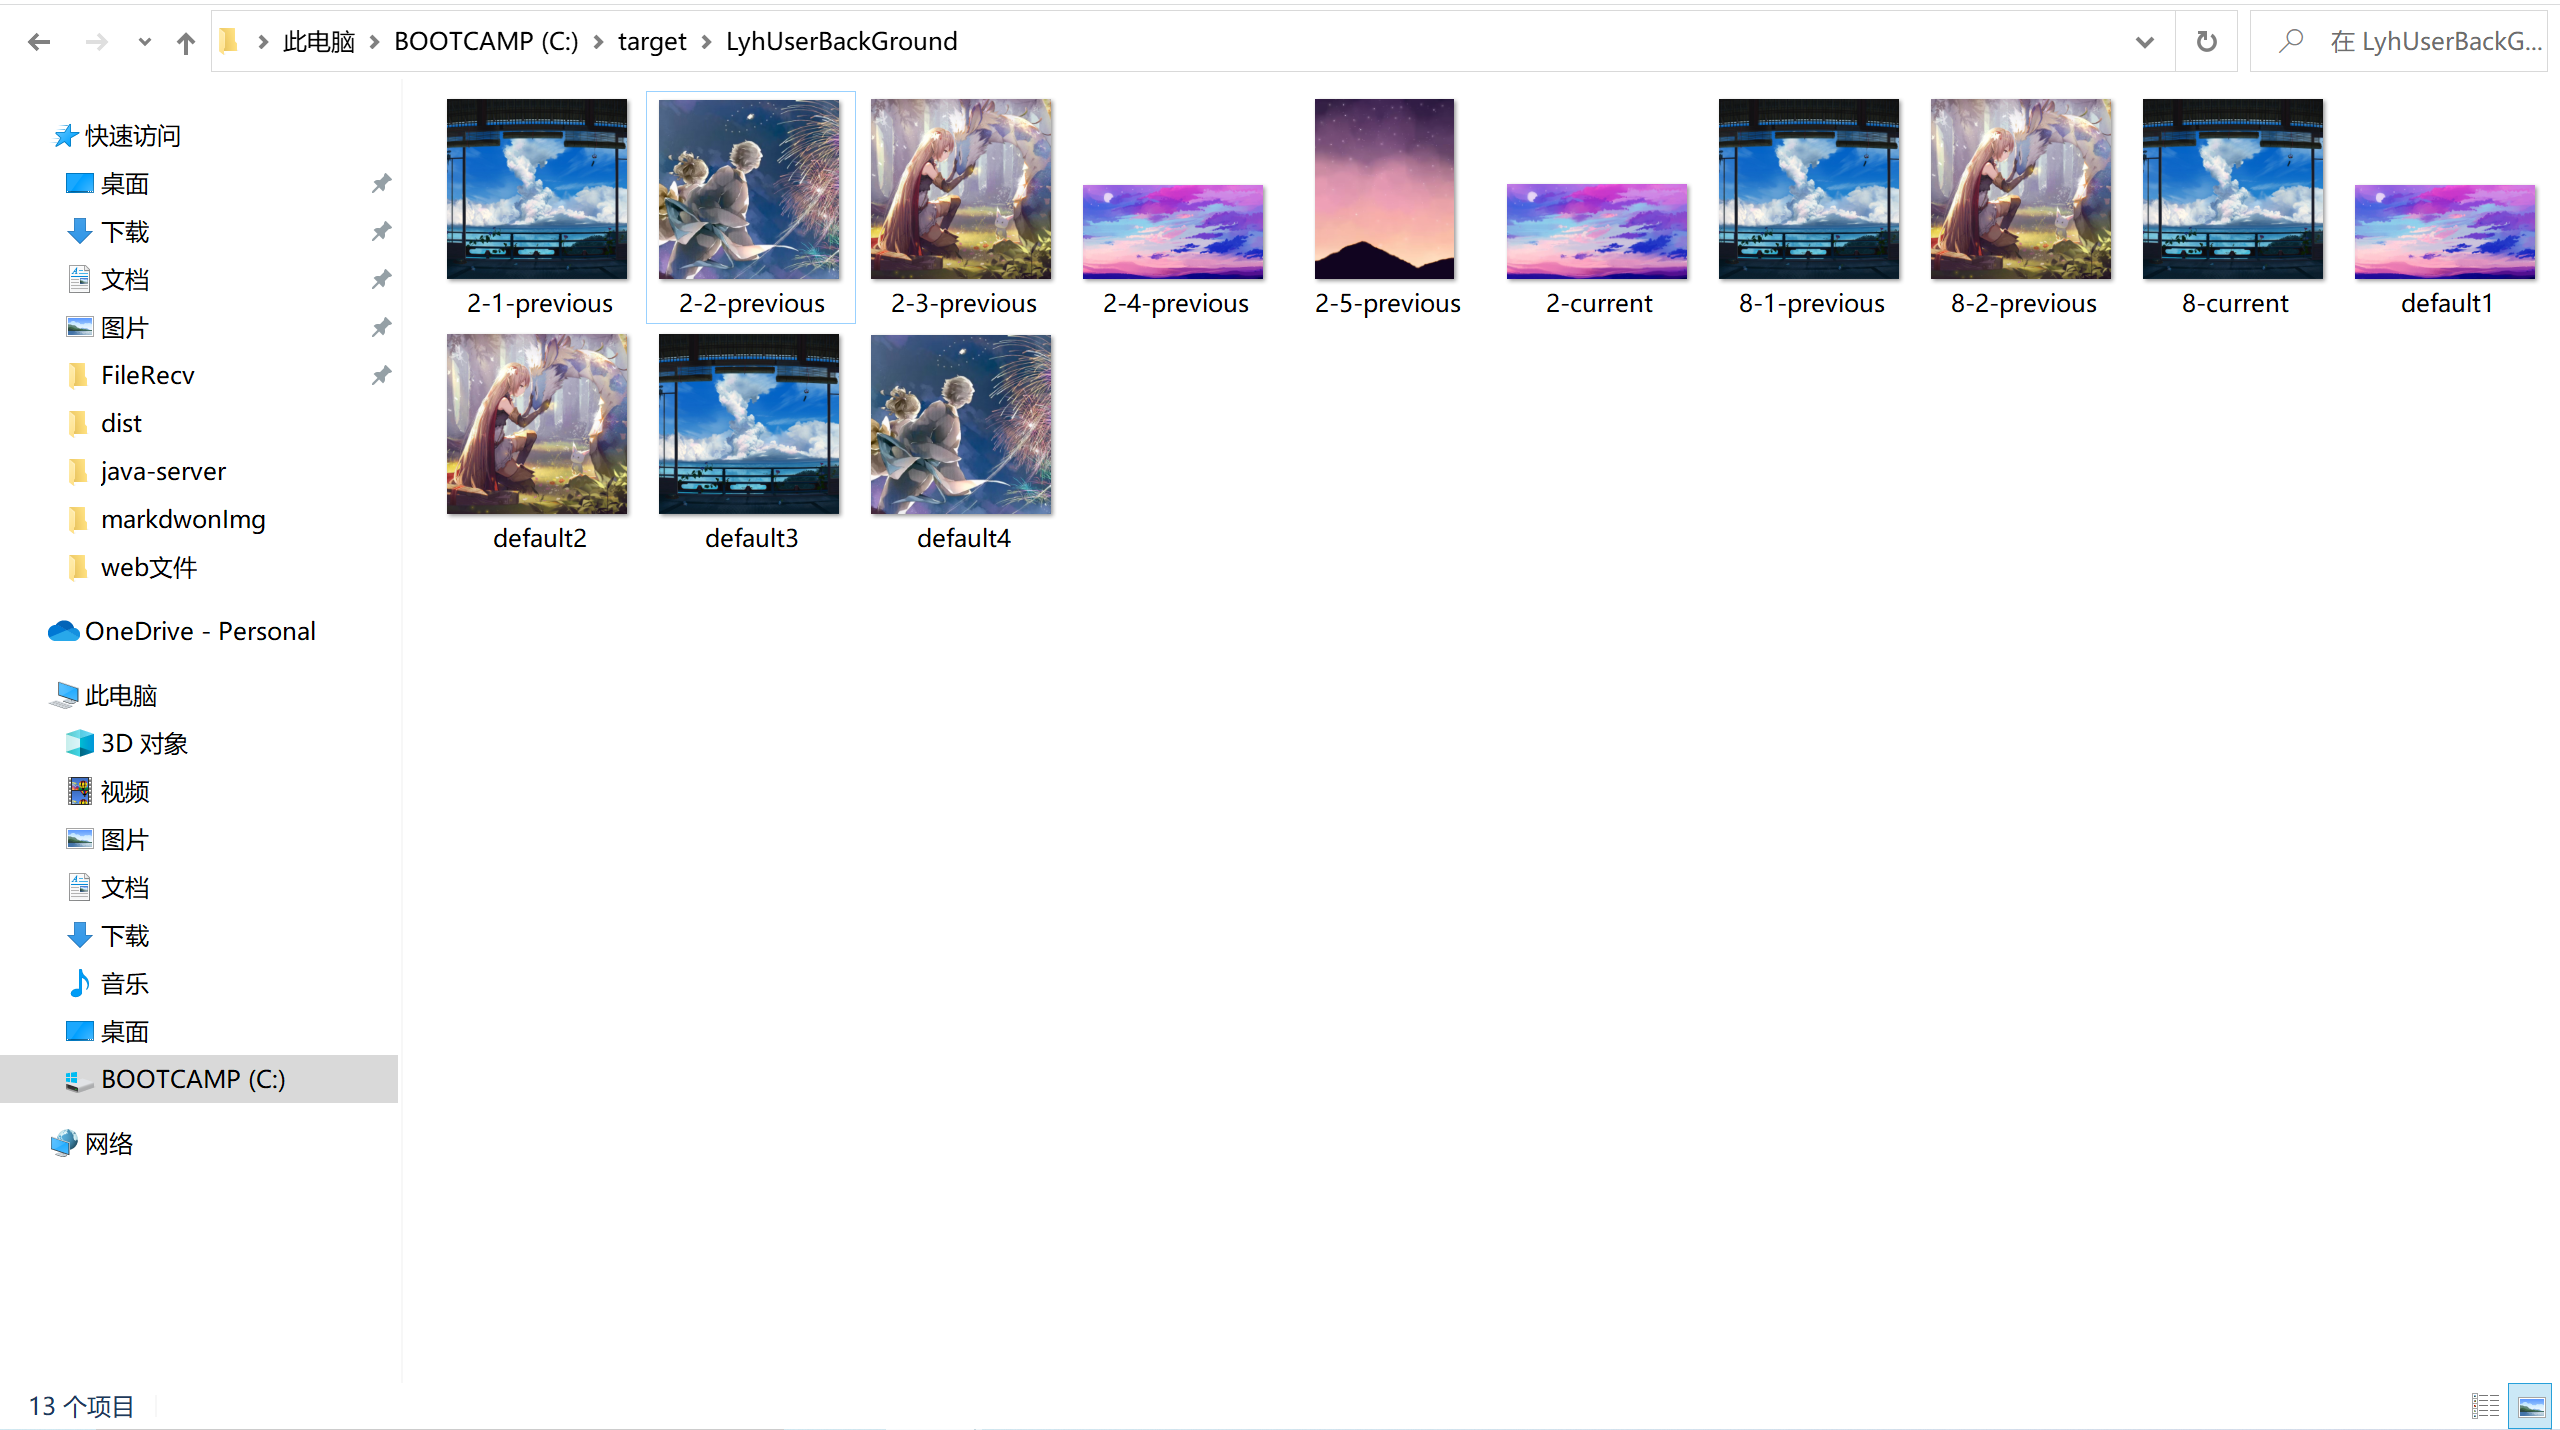 此电脑 BOOTCAMP (C:) target LyhUserBackGround
在 LyhUserBackG...
快速访问
桌面
下载
文档
图片
FileRecv
dist
java-server
markdwonImg
web文件
OneDrive - Personal
此电脑
3D 对象
视频
图片
文档
下载
音乐
桌面
BOOTCAMP (C:)
网络
2-1-previous
2-2-previous
2-3-previous
2-4-previous
2-5-previous
2-current
8-1-previous
8-2-previous
8-current
default1
default2
default3
default4
13 个项目